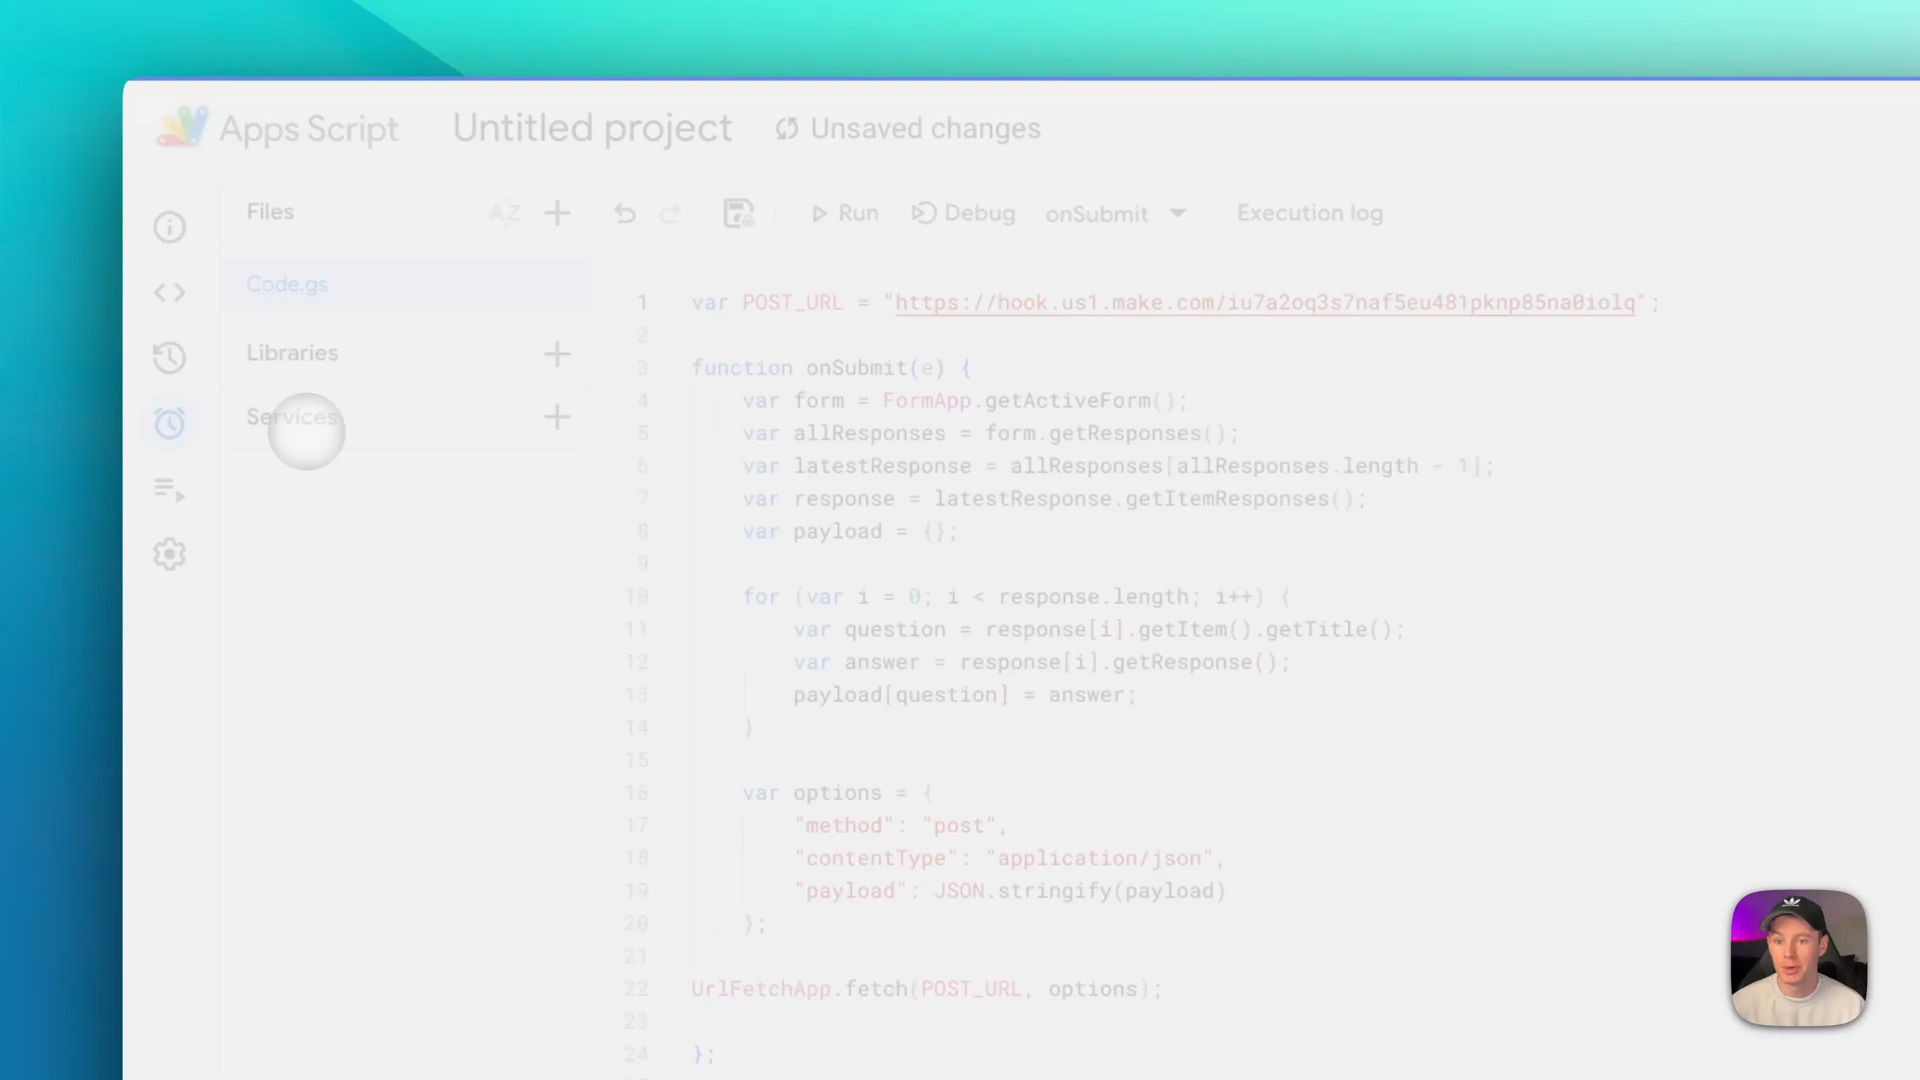 Apps Script Untitled project Unsaved changes
Files AZ Run Debug onSubmit Execution log
Code.gs
Libraries
Services
1 var POST_URL = "https://hook.us1.make.com/iu7a2oq3s7naf5eu481pknp85na0iolq";
2
3 function onSubmit(e) {
4 var form = FormApp.getActiveForm();
5 var allResponses = form.getResponses();
6 var latestResponse = allResponses[allResponses.length - 1];
7 var response = latestResponse.getItemResponses();
8 var payload = {};
9
10 for (var i = 0; i < response.length; i++) {
11 var question = response[i].getItem().getTitle();
12 var answer = response[i].getResponse();
13 payload[question] = answer;
14 }
15
16 var options = {
17 "method": "post",
18 "contentType": "application/json",
19 "payload": JSON.stringify(payload)
20 };
21
22 UrlFetchApp.fetch(POST_URL, options);
23
24 };